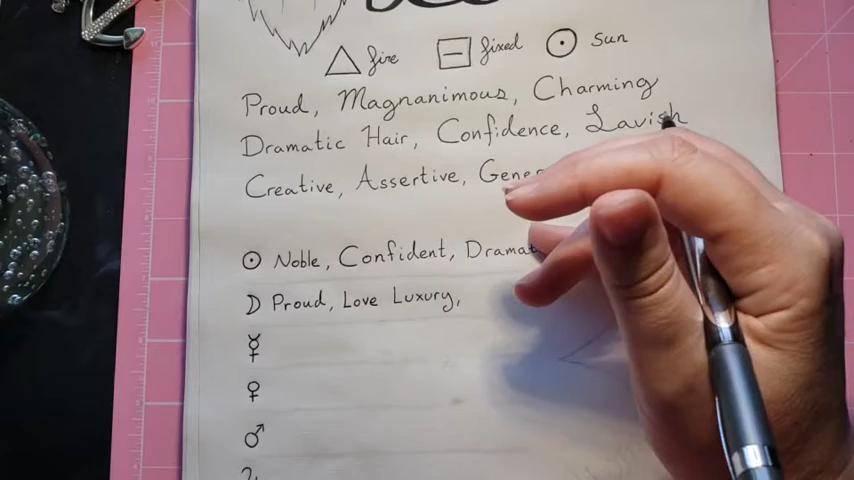 fire fixed Sun
Proud, Magnanimous, Charming
Dramatic Hair, Confidence, Lavish
Creative, Assertive,
Noble, Confident,
Proud, Love Luxury,